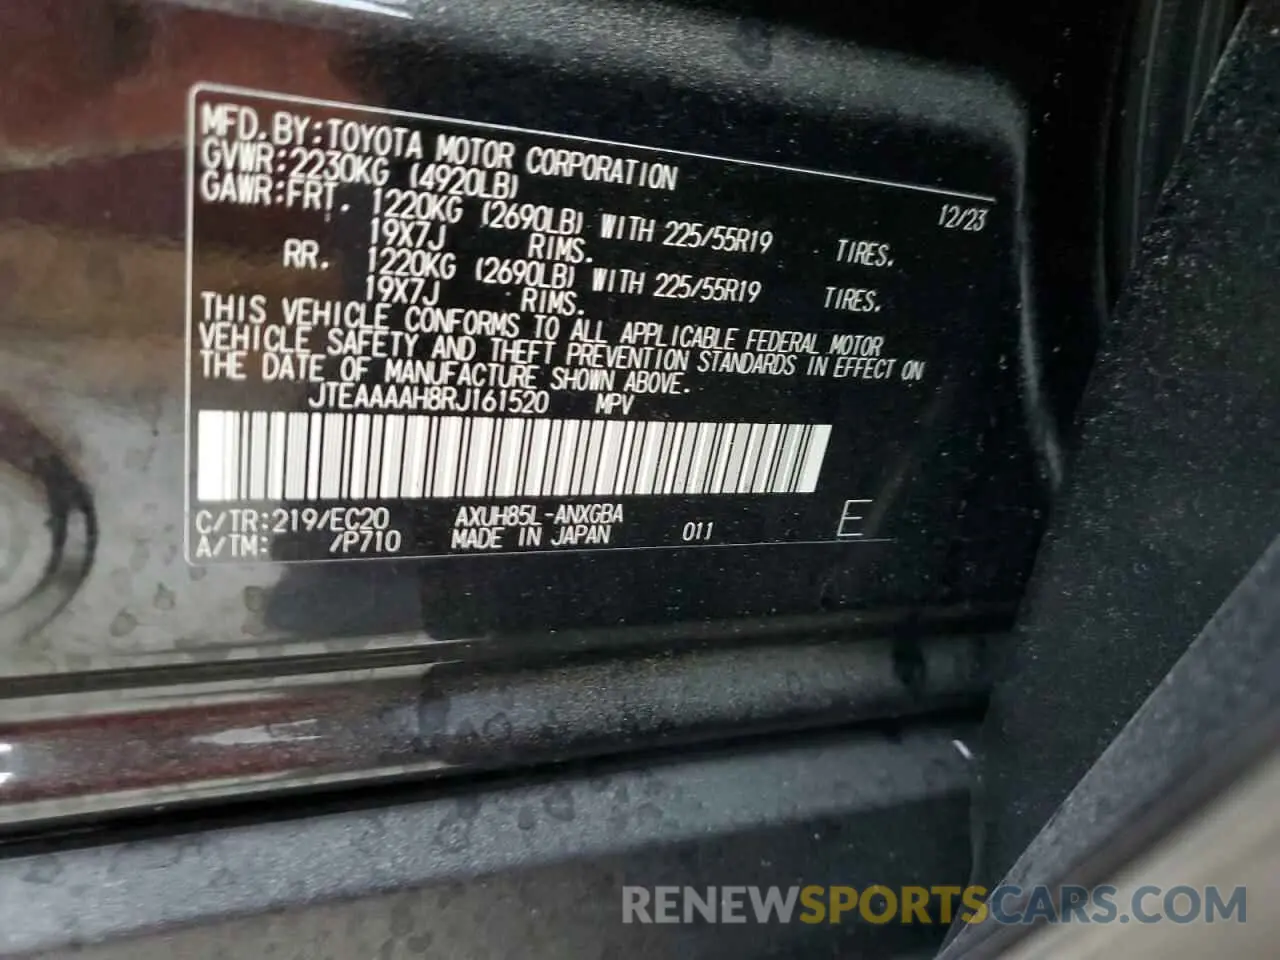 MFD.BY:TOYOTA MOTOR CORPORATION 12/23
GVWR:2230KG (4920LB)
GAWR:FRT. 1220KG (2690LB) WITH 225/55R19 TIRES.
19X7J RIMS.
RR. 1220KG (2690LB) WITH 225/55R19 TIRES.
19X7J RIMS.
THIS VEHICLE CONFORMS TO ALL APPLICABLE FEDERAL MOTOR
VEHICLE SAFETY AND THEFT PREVENTION STANDARDS IN EFFECT ON
THE DATE OF MANUFACTURE SHOWN ABOVE.
JTEAAAAH8RJ161520 MPV
C/TR:219/EC20 AXUH85L-ANXGBA
A/TM: /P710 MADE IN JAPAN 01J E
RENEWSPORTSCARS.COM